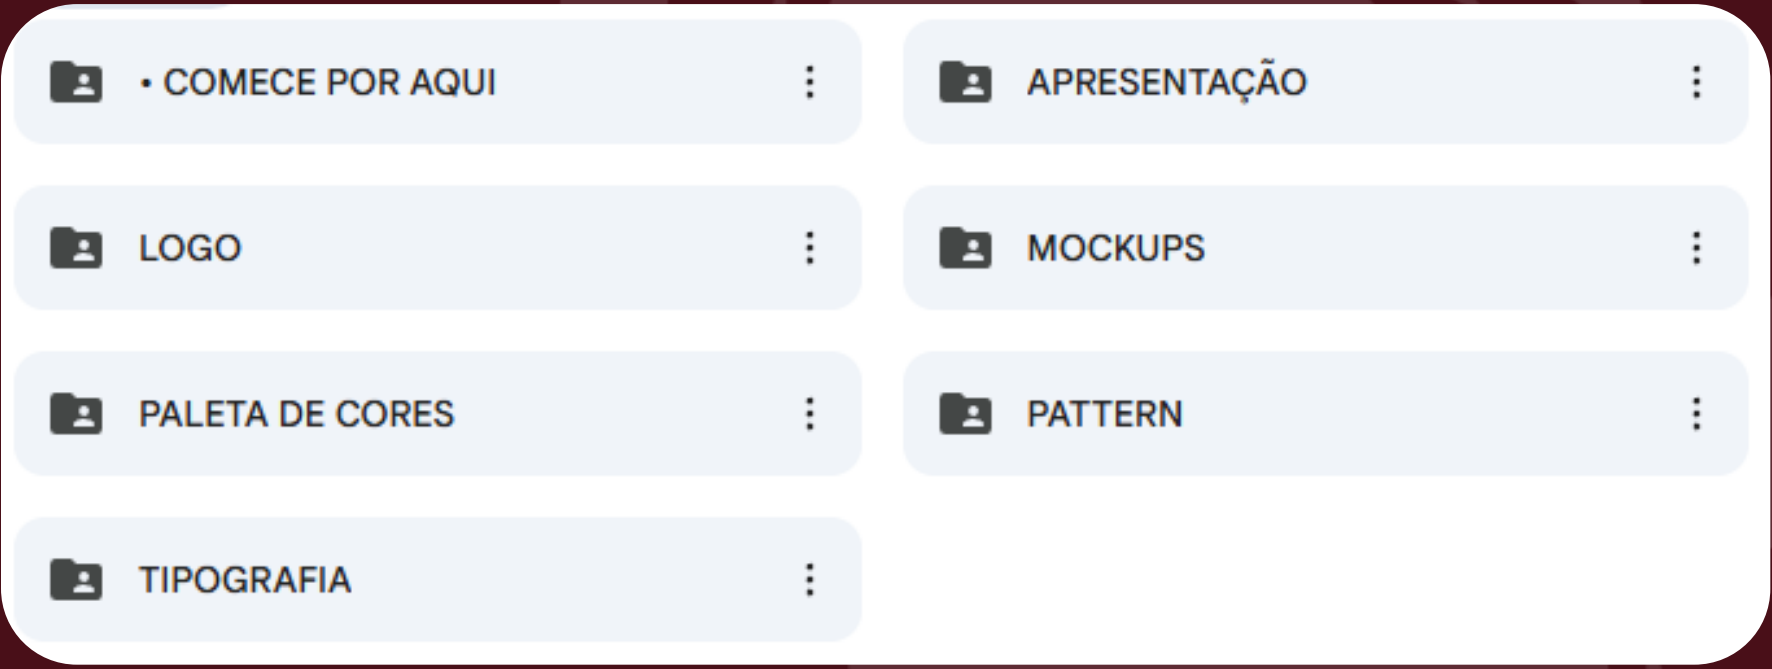 • COMECE POR AQUI
APRESENTAÇÃO
LOGO
MOCKUPS
PALETA DE CORES
PATTERN
TIPOGRAFIA